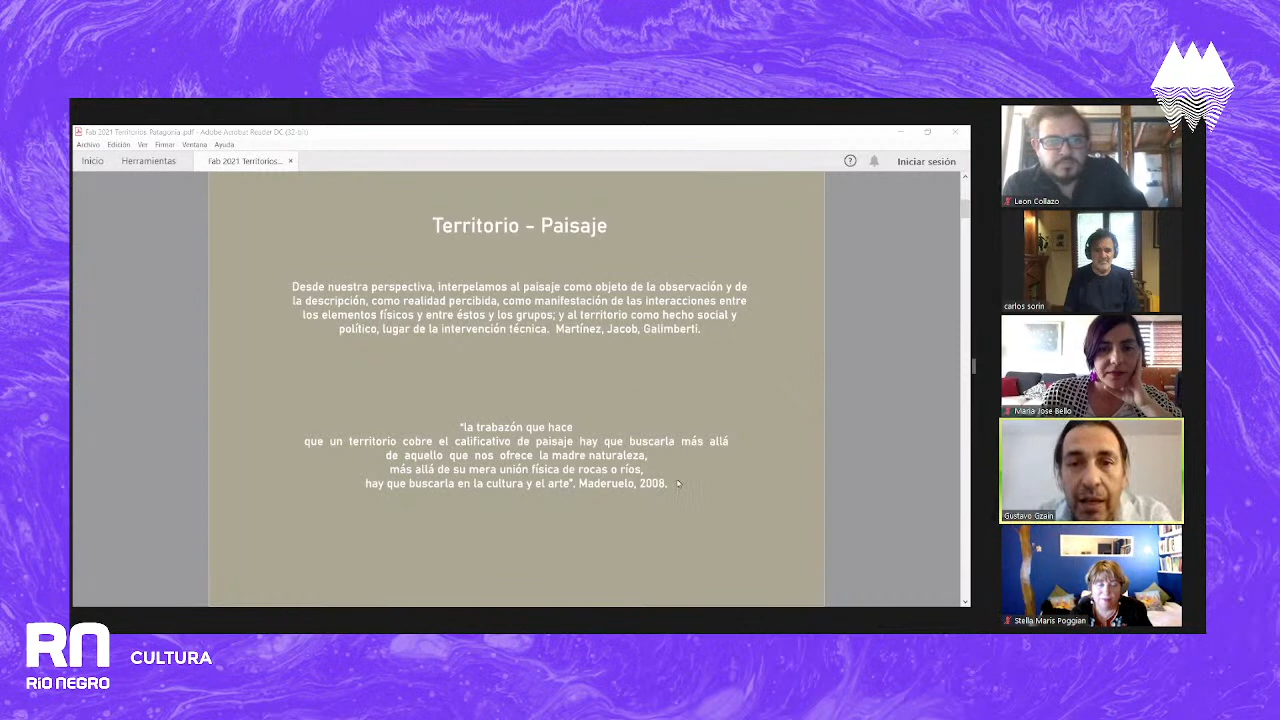 Fab 2021 Territorios Patagonia.pdf - Adobe Acrobat Reader DC (32-bit)
Archivo Edición Ver Firmar Ventana Ayuda
Inicio Herramientas Fab 2021 Territorios... × Iniciar sesión
Territorio - Paisaje
Desde nuestra perspectiva, interpelamos al paisaje como objeto de la observación y de
la descripción, como realidad percibida, como manifestación de las interacciones entre
los elementos físicos y entre éstos y los grupos; y al territorio como hecho social y
político, lugar de la intervención técnica. Martínez, Jacob, Galimberti.
"la trabazón que hace
que un territorio cobre el calificativo de paisaje hay que buscarla más allá
de aquello que nos ofrece la madre naturaleza,
más allá de su mera unión física de rocas o ríos,
hay que buscarla en la cultura y el arte". Maderuelo, 2008.
Leon Collazo
carlos sorin
Maria Jose Bello
Gustavo Gzain
Stella Maris Poggian
RN
RÍO NEGRO
CULTURA